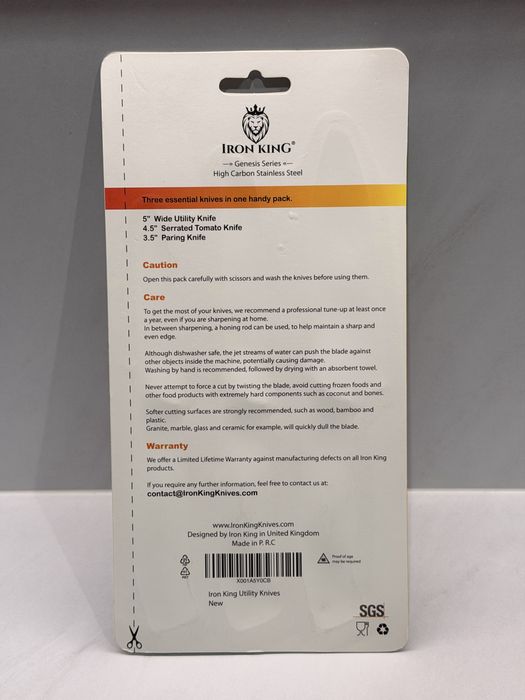 IRON KING®
Genesis Series
High Carbon Stainless Steel
Three essential knives in one handy pack.
5" Wide Utility Knife
4.5" Serrated Tomato Knife
3.5" Paring Knife
Caution
Open this pack carefully with scissors and wash the knives before using them.
Care
To get the most of your knives, we recommend a professional tune-up at least once
a year, even if you are sharpening at home.
In between sharpening, a honing rod can be used, to help maintain a sharp and
even edge.
Although dishwasher safe, the jet streams of water can push the blade against
other objects inside the machine, potentially causing damage.
Washing by hand is recommended, followed by drying with an absorbent towel.
Never attempt to force a cut by twisting the blade, avoid cutting frozen foods and
other food products with extremely hard components such as coconut and bones.
Softer cutting surfaces are strongly recommended, such as wood, bamboo and
plastic.
Granite, marble, glass and ceramic for example, will quickly dull the blade.
Warranty
We offer a Limited Lifetime Warranty against manufacturing defects on all Iron King
products.
If you require any further information, feel free to contact us at:
contact@IronKingKnives.com
www.IronKingKnives.com
Designed by Iron King in United Kingdom
Made in P. R.C
Proof of age
may be required
X001A5Y0CB
Iron King Utility Knives
New
SGS